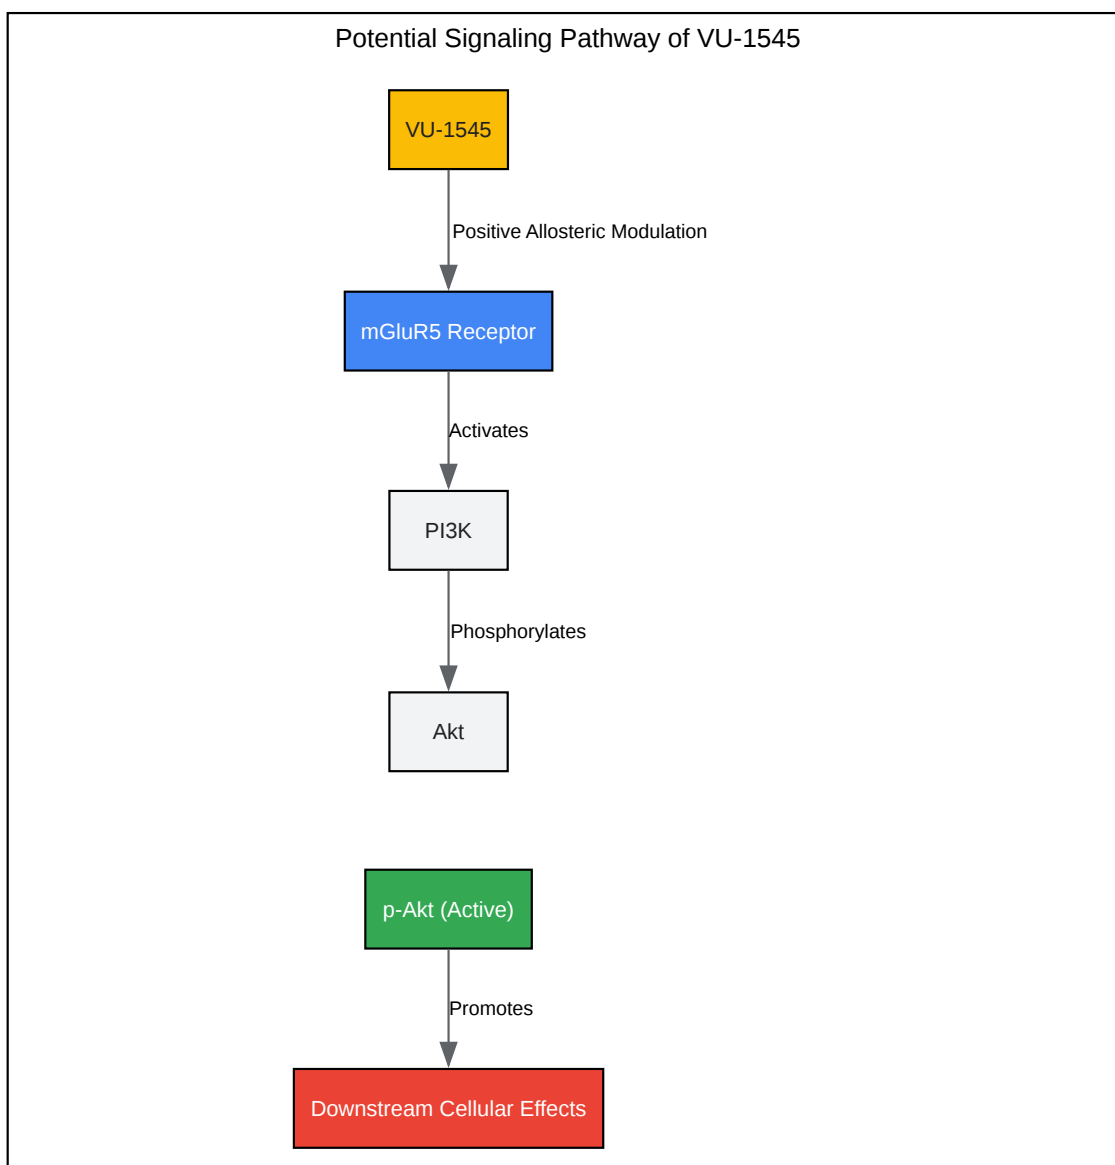 Potential Signaling Pathway of VU-1545
VU-1545
Positive Allosteric Modulation
mGluR5 Receptor
Activates
PI3K
Phosphorylates
Akt
p-Akt (Active)
Promotes
Downstream Cellular Effects